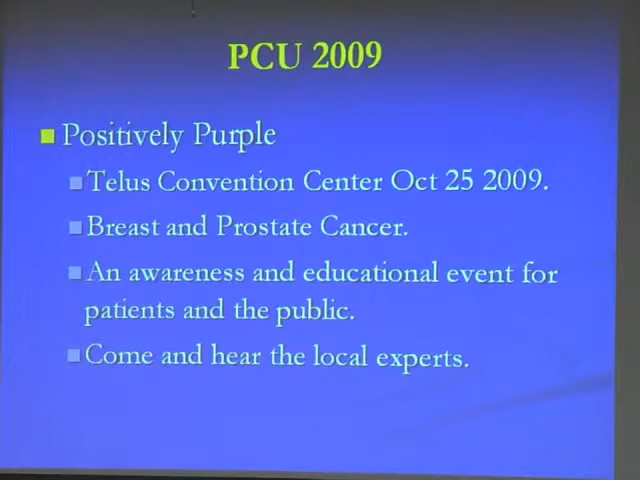 PCU 2009
Positively Purple
Telus Convention Center Oct 25 2009.
Breast and Prostate Cancer.
An awareness and educational event for
patients and the public.
Come and hear the local experts.